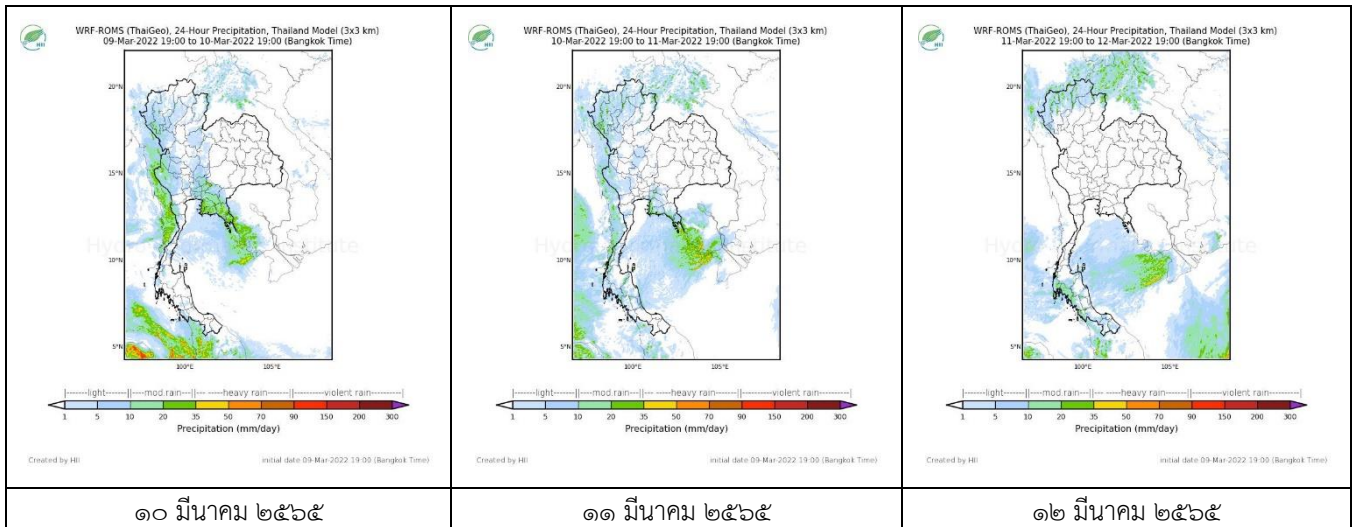 WRF-ROMS (ThaiGeo), 24-Hour Precipitation, Thailand Model (3x3 km)
09-Mar-2022 19:00 to 10-Mar-2022 19:00 (Bangkok Time)
20°N
15°N
10°N
5°N
100°E 105°E
|-------light--------||----mod rain---||--- ----heavy rain---||-----violent rain----------|
1 5 10 20 35 50 70 90 150 200 300
Precipitation (mm/day)
Created by HII initial date 09-Mar-2022 19:00 (Bangkok Time)
๑๐ มีนาคม ๒๕๖๕
WRF-ROMS (ThaiGeo), 24-Hour Precipitation, Thailand Model (3x3 km)
10-Mar-2022 19:00 to 11-Mar-2022 19:00 (Bangkok Time)
20°N
15°N
10°N
5°N
100°E 105°E
|-------light--------||----mod rain---||--- ----heavy rain---||-----violent rain----------|
1 5 10 20 35 50 70 90 150 200 300
Precipitation (mm/day)
Created by HII initial date 09-Mar-2022 19:00 (Bangkok Time)
๑๑ มีนาคม ๒๕๖๕
WRF-ROMS (ThaiGeo), 24-Hour Precipitation, Thailand Model (3x3 km)
11-Mar-2022 19:00 to 12-Mar-2022 19:00 (Bangkok Time)
20°N
15°N
10°N
5°N
100°E 105°E
|-------light--------||----mod rain---||--- ----heavy rain---||-----violent rain----------|
1 5 10 20 35 50 70 90 150 200 300
Precipitation (mm/day)
Created by HII initial date 09-Mar-2022 19:00 (Bangkok Time)
๑๒ มีนาคม ๒๕๖๕